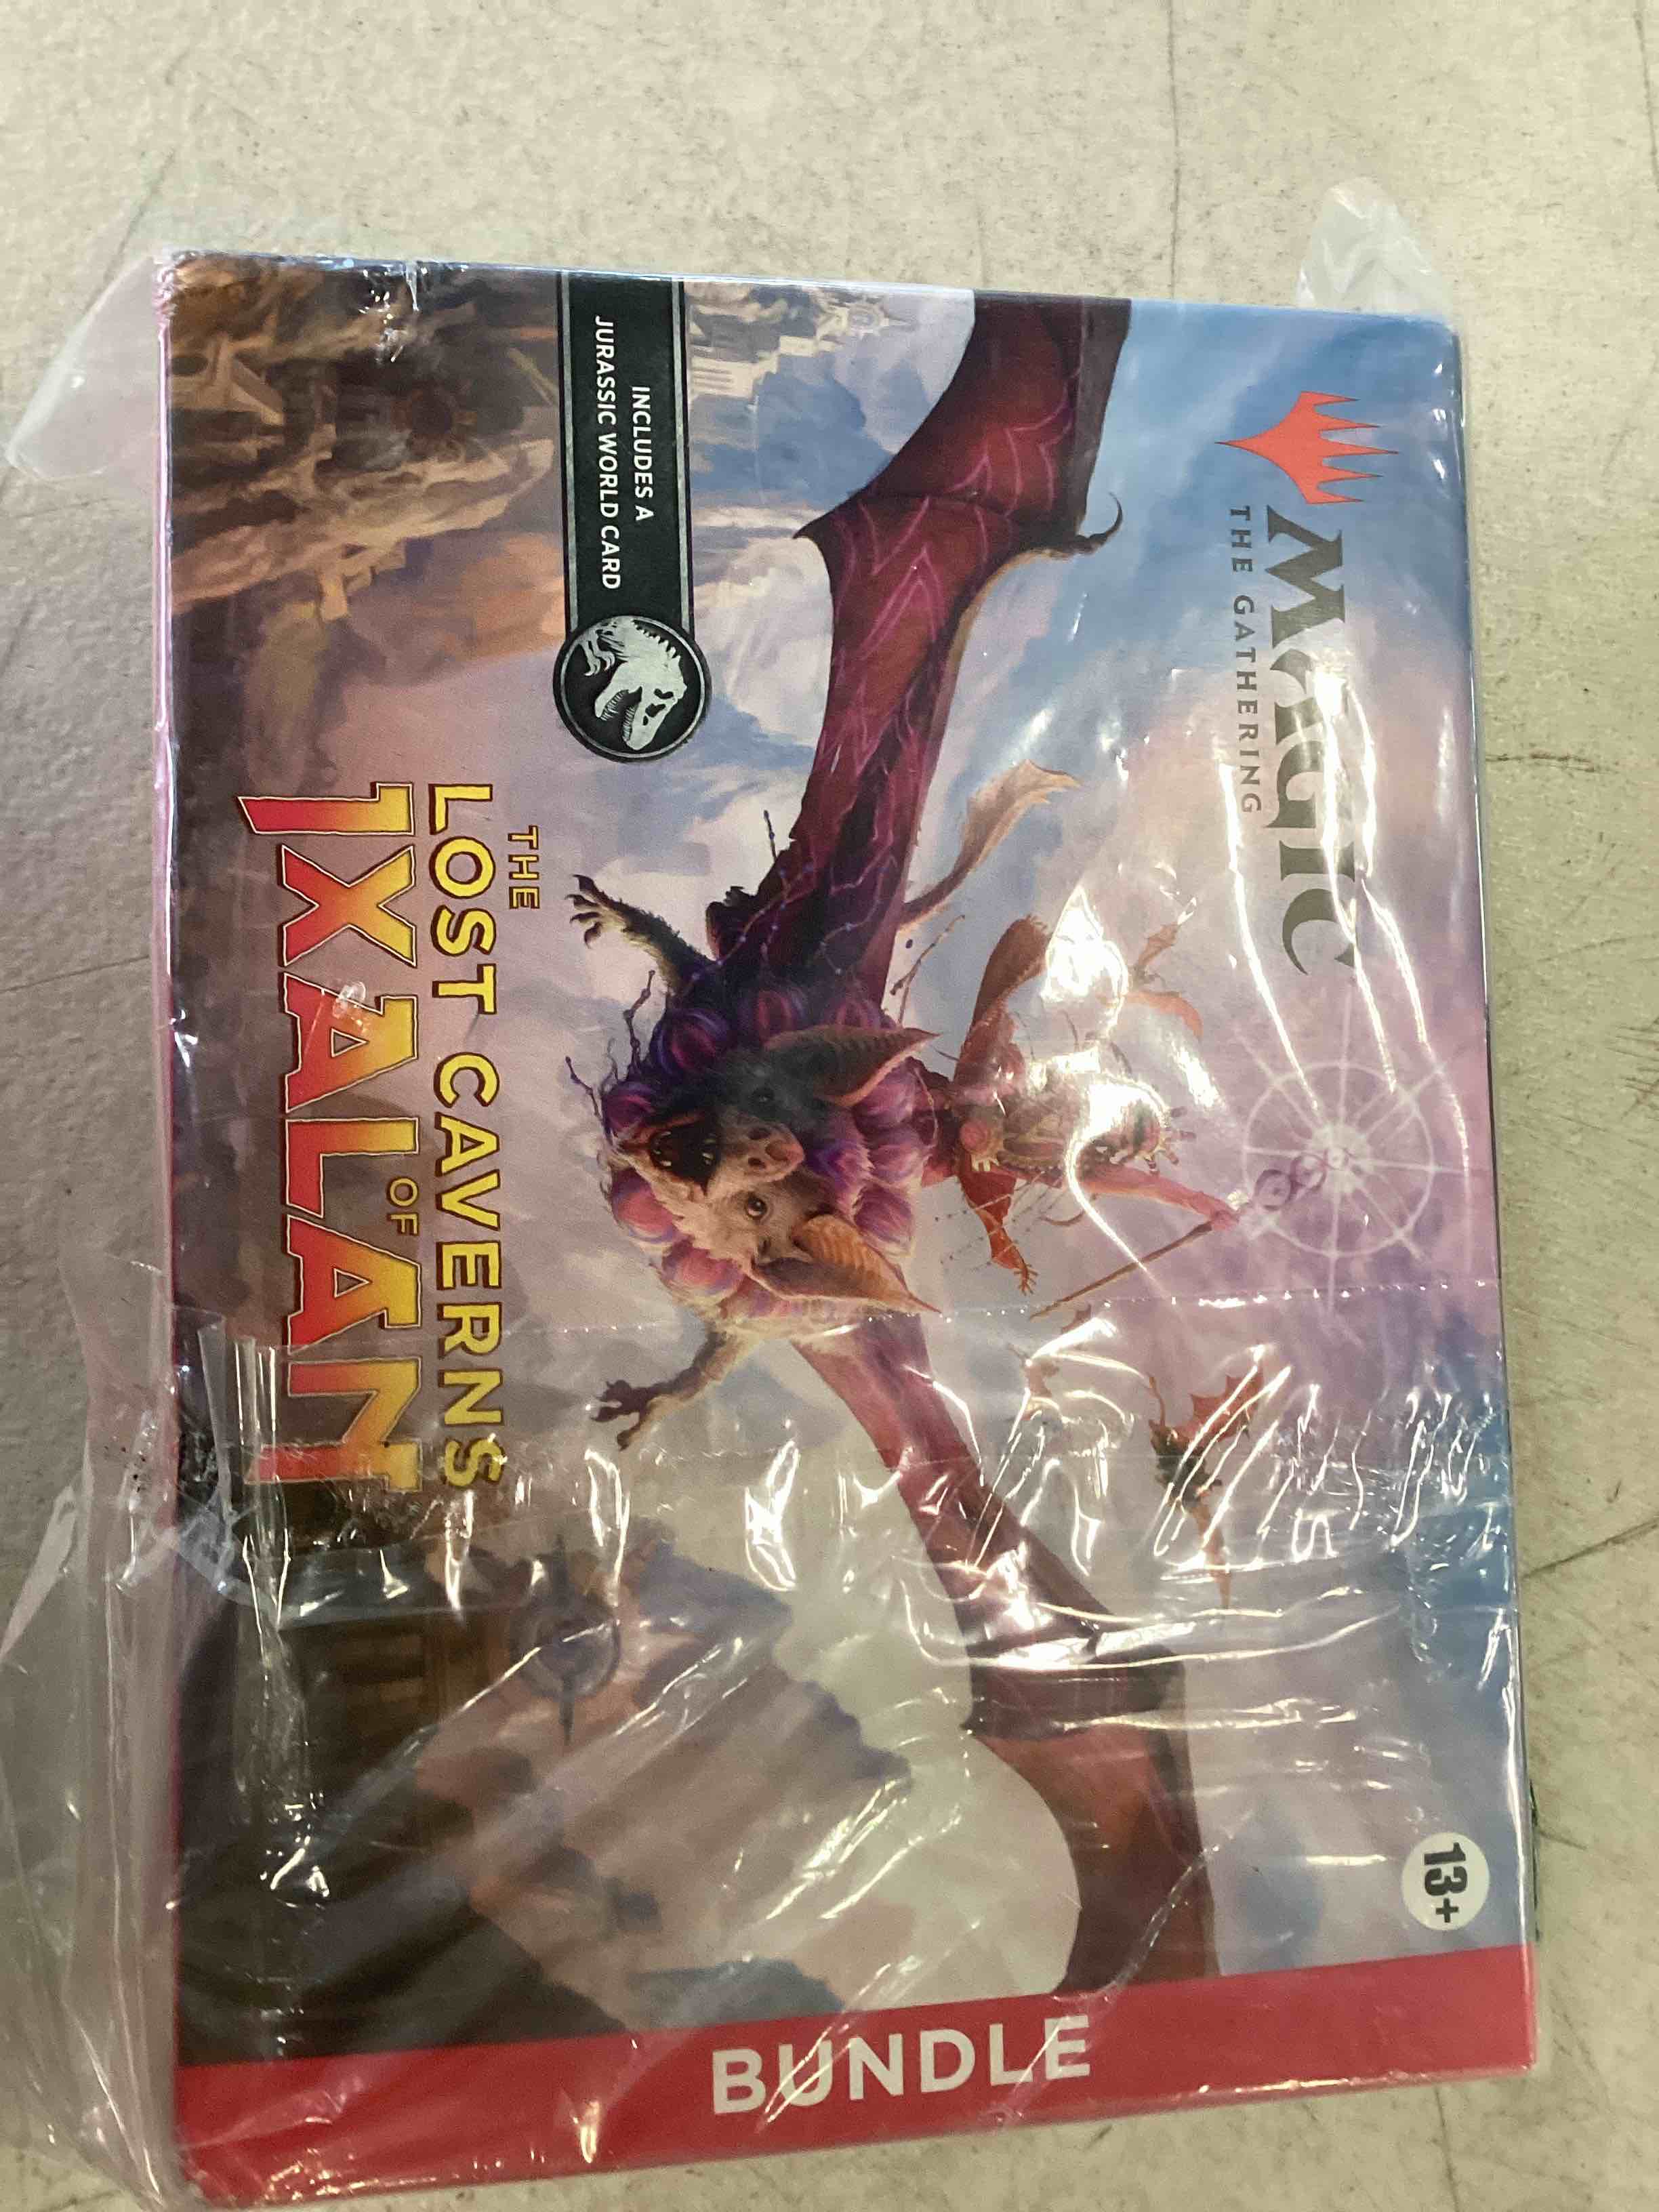 MAGIC
THE GATHERING
13+
INCLUDES A
JURASSIC WORLD CARD
THE
LOST CAVERNS
OF
IXALAN
BUNDLE